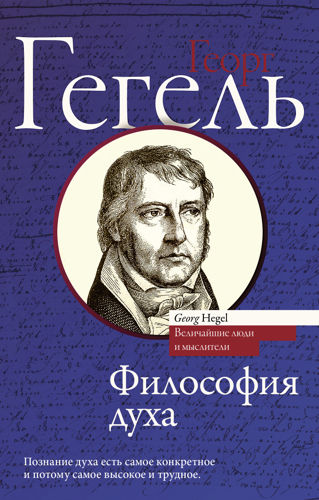 Георг
Гегель
Georg Hegel
Величайшие люди
и мыслители
Философия
духа
Познание духа есть самое конкретное
и потому самое высокое и трудное.